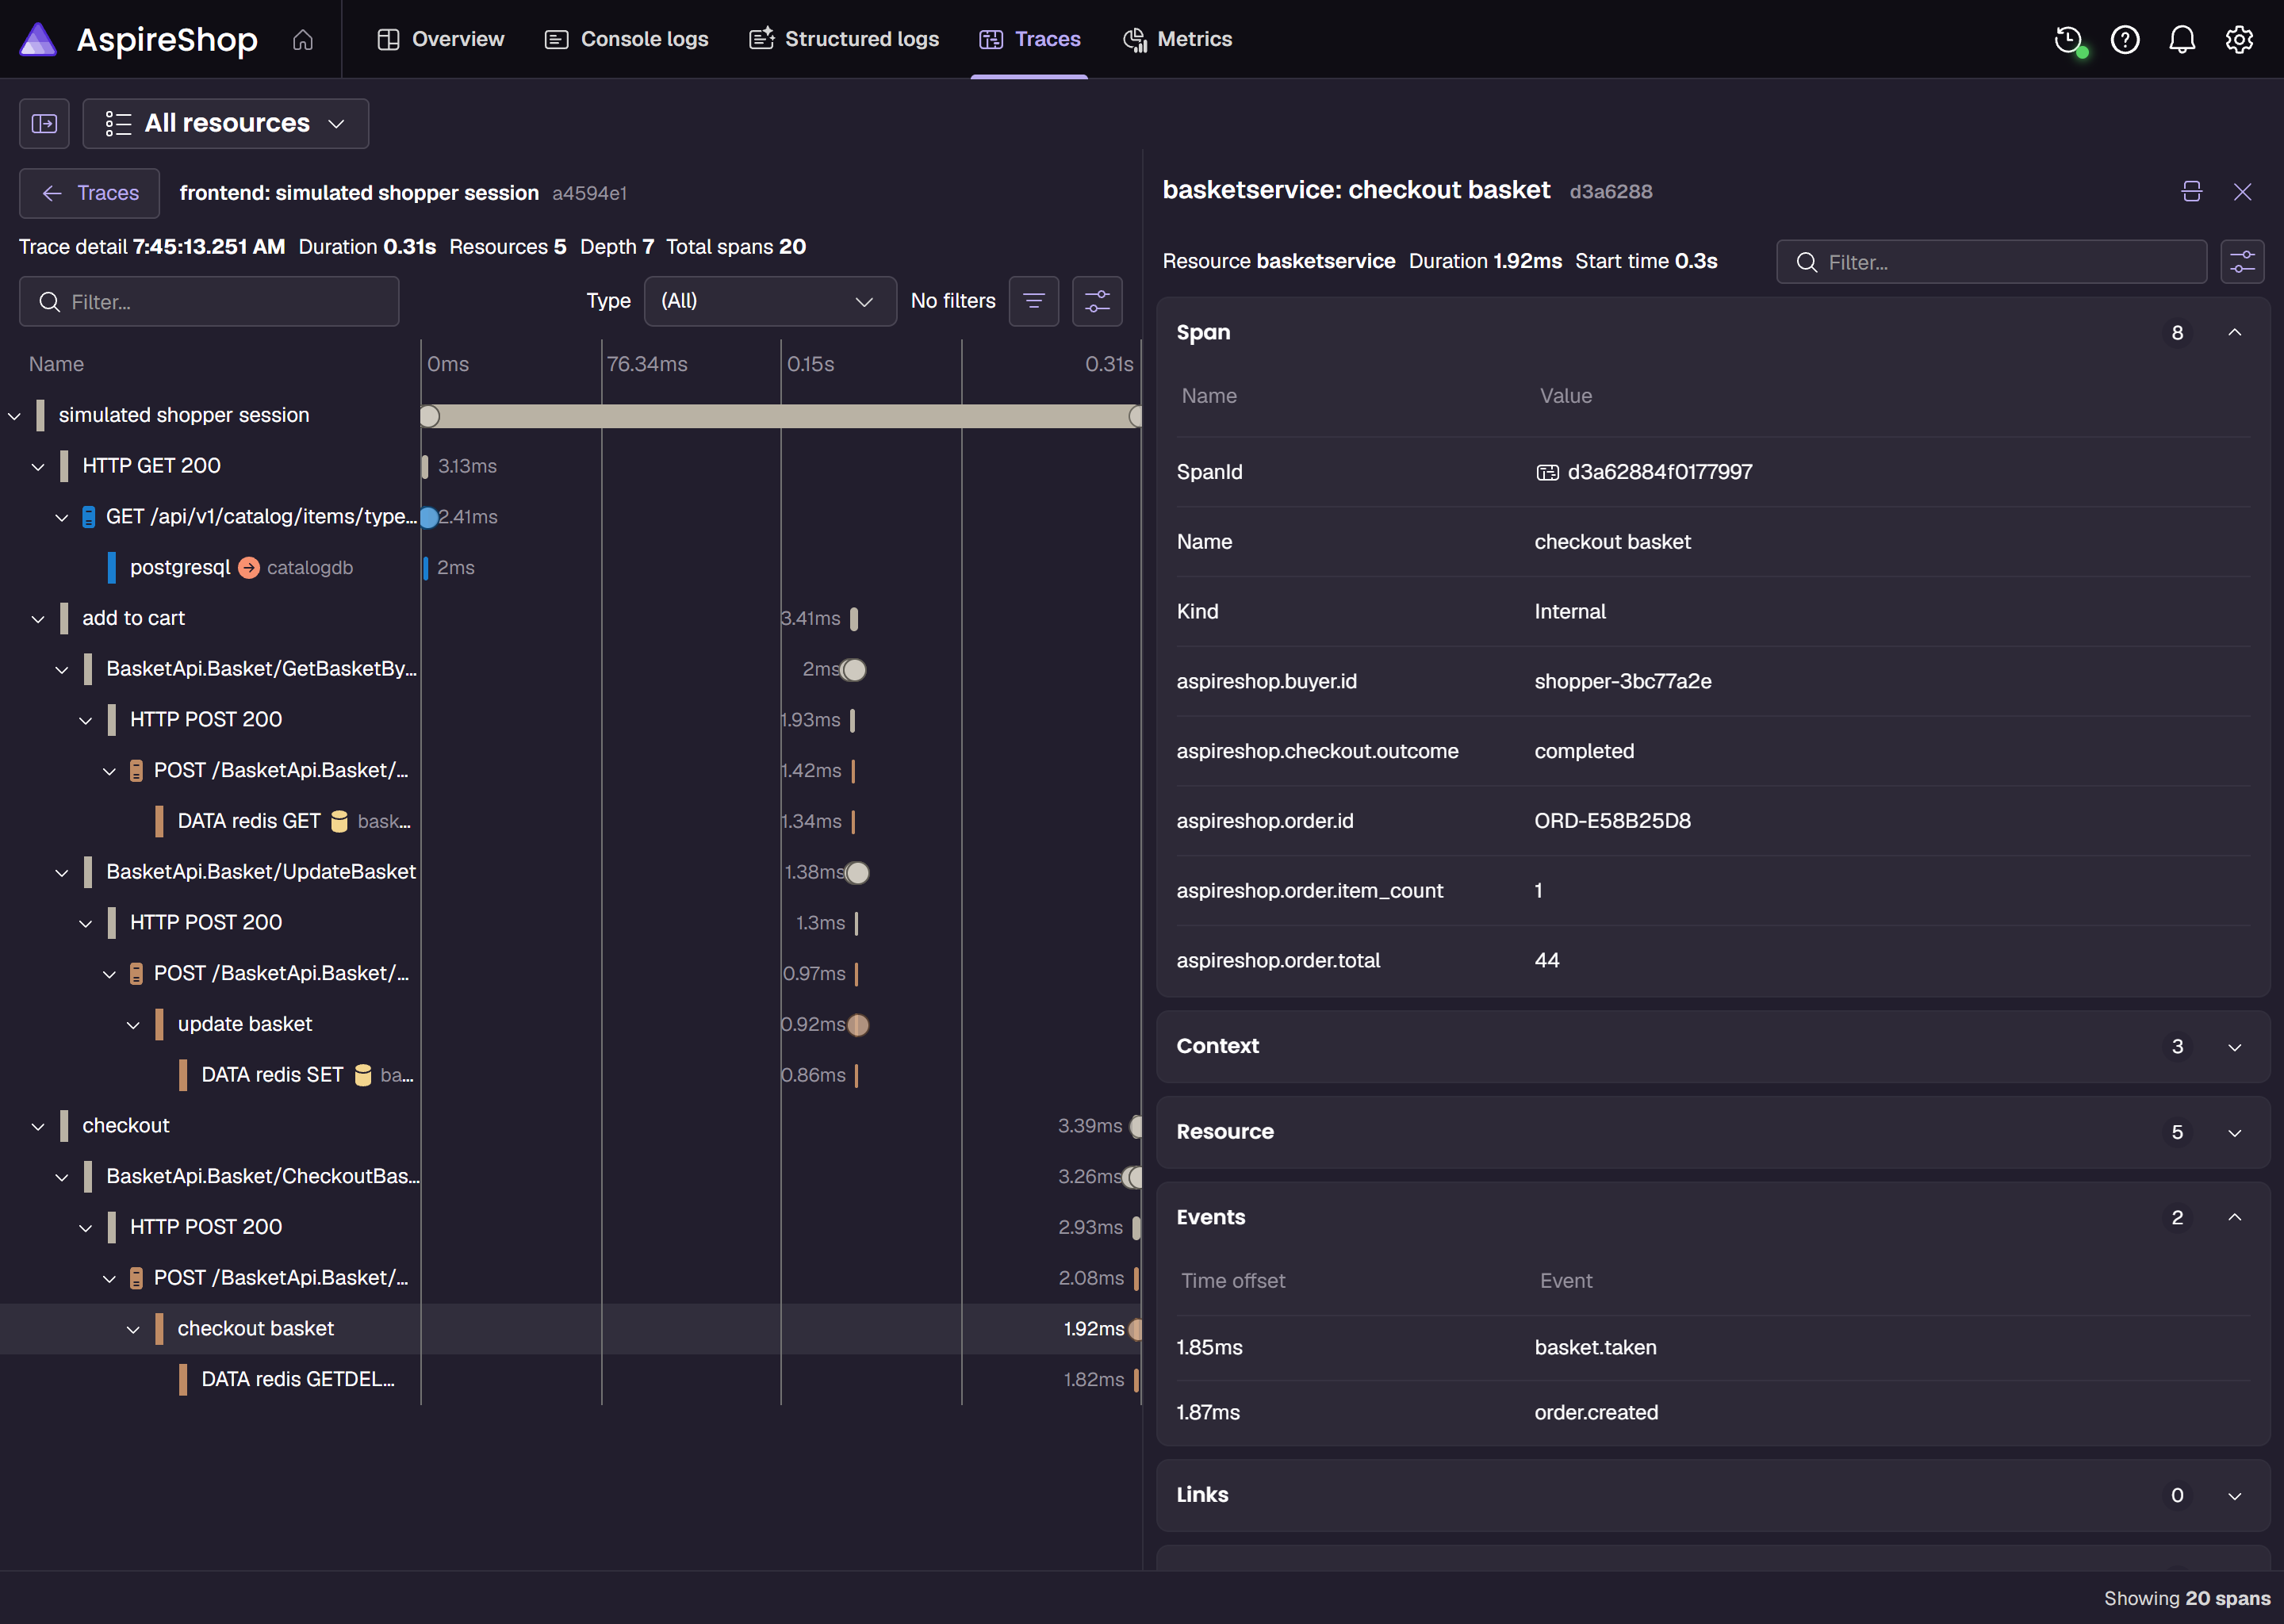 AspireShop
Overview
Console logs
Structured logs
Traces
Metrics
All resources
Traces
frontend: simulated shopper session a4594e1
Trace detail 7:45:13.251 AM Duration 0.31s Resources 5 Depth 7 Total spans 20
Filter...
Type
(All)
No filters
Name
0ms
76.34ms
0.15s
0.31s
simulated shopper session
HTTP GET 200
3.13ms
GET /api/v1/catalog/items/type...
2.41ms
postgresql catalogdb
2ms
add to cart
3.41ms
BasketApi.Basket/GetBasketBy...
2ms
HTTP POST 200
1.93ms
POST /BasketApi.Basket/...
1.42ms
DATA redis GET bask...
1.34ms
BasketApi.Basket/UpdateBasket
1.38ms
HTTP POST 200
1.3ms
POST /BasketApi.Basket/...
0.97ms
update basket
0.92ms
DATA redis SET ba...
0.86ms
checkout
3.39ms
BasketApi.Basket/CheckoutBas...
3.26ms
HTTP POST 200
2.93ms
POST /BasketApi.Basket/...
2.08ms
checkout basket
1.92ms
DATA redis GETDEL...
1.82ms
basketservice: checkout basket d3a6288
Resource basketservice Duration 1.92ms Start time 0.3s
Filter...
Span
8
Name
Value
SpanId
d3a62884f0177997
Name
checkout basket
Kind
Internal
aspireshop.buyer.id
shopper-3bc77a2e
aspireshop.checkout.outcome
completed
aspireshop.order.id
ORD-E58B25D8
aspireshop.order.item_count
1
aspireshop.order.total
44
Context
3
Resource
5
Events
2
Time offset
Event
1.85ms
basket.taken
1.87ms
order.created
Links
0
Showing 20 spans